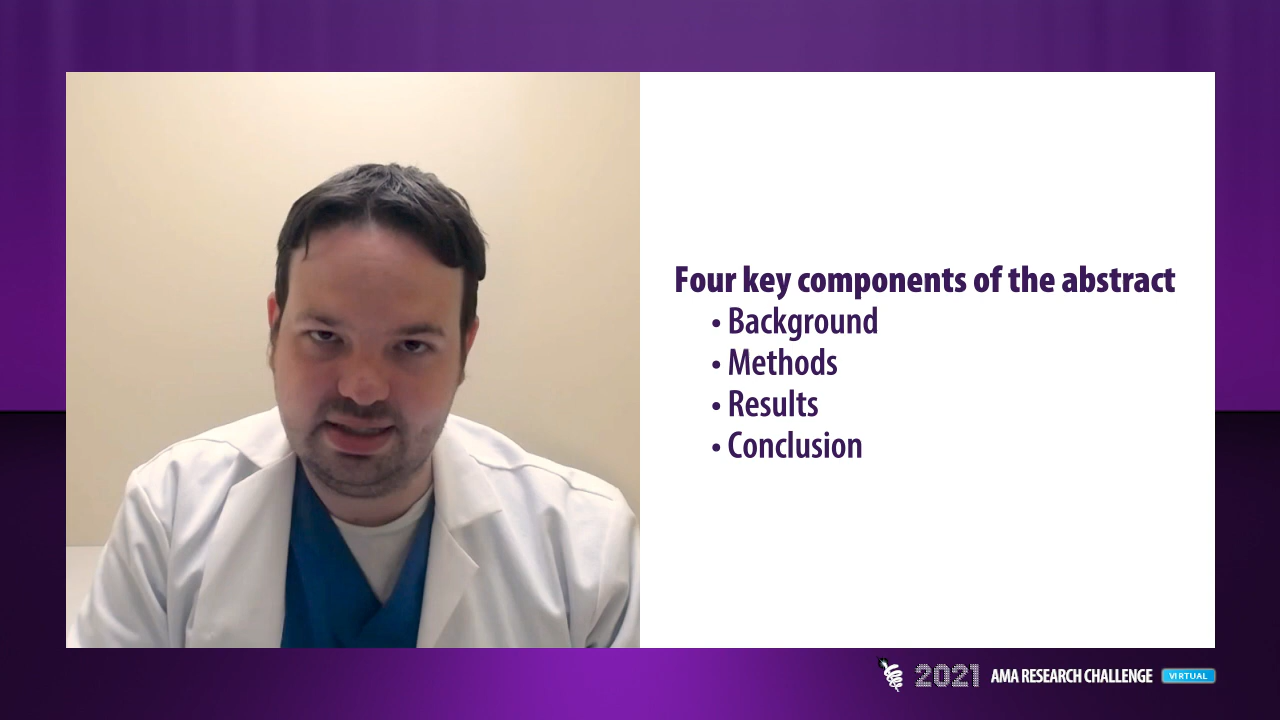 Four key components of the abstract
• Background
• Methods
• Results
• Conclusion
2021 AMA RESEARCH CHALLENGE VIRTUAL